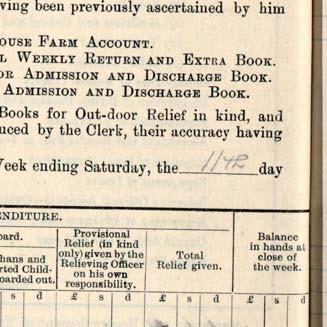 ving been previously ascertained by him
OUSE FARM ACCOUNT.
L WEEKLY RETURN AND EXTRA BOOK.
OR ADMISSION AND DISCHARGE BOOK.
ADMISSION AND DISCHARGE BOOK.
Books for Out-door Relief in kind, and
uced by the Clerk, their accuracy having
Week ending Saturday, the 11th day
ENDITURE.
oard.
hans and
rted Child-
oarded out.
Provisional
Relief (in kind
only) given by the
Relieving Officer
on his own
responsibility.
Total
Relief given.
Balance
in hands at
close of
the week.
s d £ s d £ s d £ s d